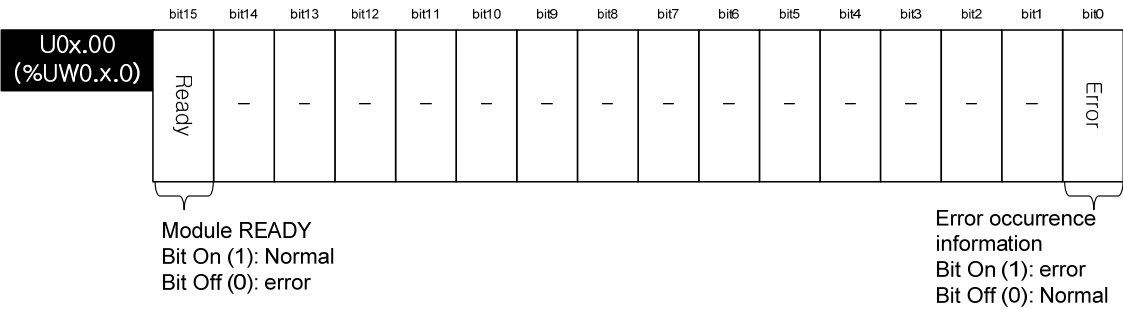 bit15 bit14 bit13 bit12 bit11 bit10 bit9 bit8 bit7 bit6 bit5 bit4 bit3 bit2 bit1 bit0
U0x.00
(%UW0.x.0)
Ready – – – – – – – – – – – – – – Error
Module READY
Bit On (1): Normal
Bit Off (0): error
Error occurrence
information
Bit On (1): error
Bit Off (0): Normal